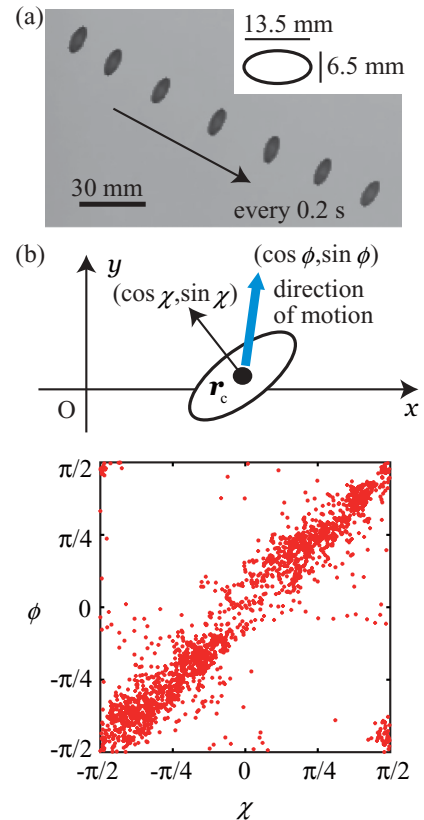 (a)
13.5 mm
6.5 mm
30 mm
every 0.2 s
(b)
y
(cos ϕ,sin ϕ)
(cos χ,sin χ)
direction
of motion
r_c
O
x
π/2
π/4
ϕ
0
-π/4
-π/2
-π/2
-π/4
0
π/4
π/2
χ